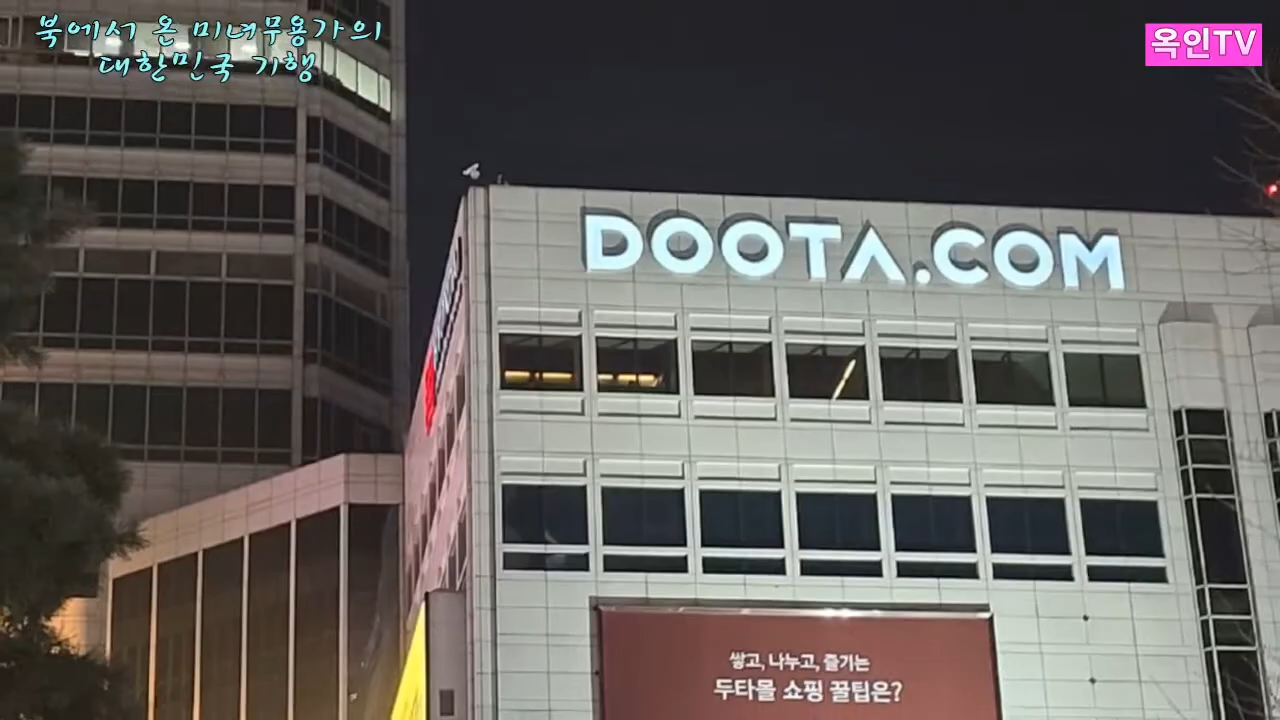 북에서 온 미녀무용가의
대한민국 기행
옥인TV
DOOTA.COM
쌓고, 나누고, 즐기는
두타몰 쇼핑 꿀팁은?